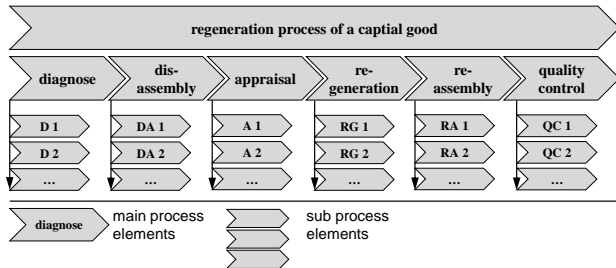 regeneration process of a captial good
diagnose
dis-
assembly
appraisal
re-
generation
re-
assembly
quality
control
D 1
DA 1
A 1
RG 1
RA 1
QC 1
D 2
DA 2
A 2
RG 2
RA 2
QC 2
...
...
...
...
...
...
diagnose
main process
elements
sub process
elements